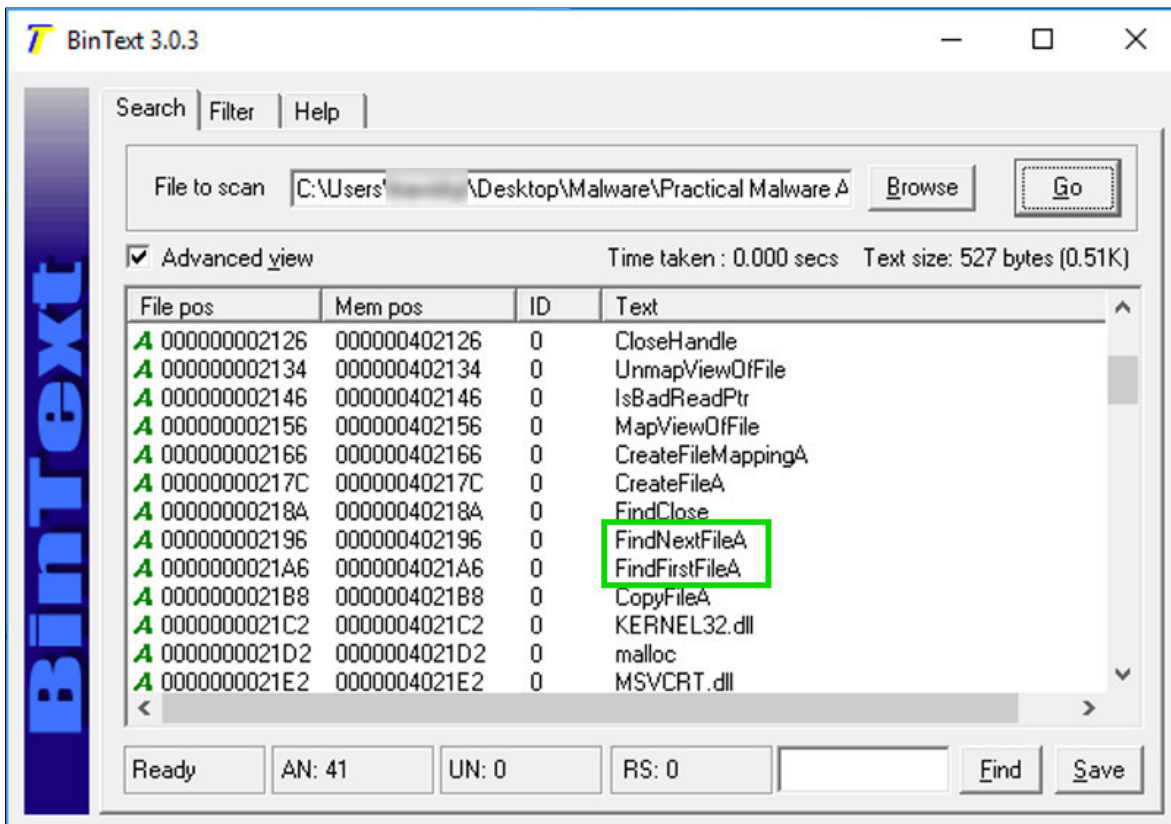 BinText 3.0.3
Search Filter Help
File to scan C:\Users\ \Desktop\Malware\Practical Malware A Browse Go
Advanced view Time taken : 0.000 secs Text size: 527 bytes (0.51K)
File pos Mem pos ID Text
A 000000002126 000000402126 0 CloseHandle
A 000000002134 000000402134 0 UnmapViewOfFile
A 000000002146 000000402146 0 IsBadReadPtr
A 000000002156 000000402156 0 MapViewOfFile
A 000000002166 000000402166 0 CreateFileMappingA
A 00000000217C 00000040217C 0 CreateFileA
A 00000000218A 00000040218A 0 FindClose
A 000000002196 000000402196 0 FindNextFileA
A 0000000021A6 0000004021A6 0 FindFirstFileA
A 0000000021B8 0000004021B8 0 CopyFileA
A 0000000021C2 0000004021C2 0 KERNEL32.dll
A 0000000021D2 0000004021D2 0 malloc
A 0000000021E2 0000004021E2 0 MSVCRT.dll
Ready AN: 41 UN: 0 RS: 0 Find Save
BinText